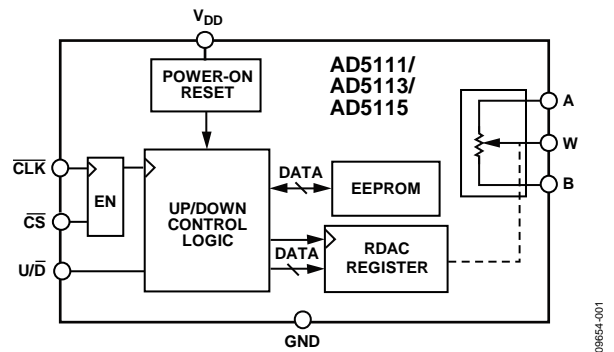 VDD
POWER-ON
RESET
AD5111/
AD5113/
AD5115
A
W
B
CLK
EN
CS
U/D
UP/DOWN
CONTROL
LOGIC
DATA
EEPROM
DATA
RDAC
REGISTER
GND
09654-001